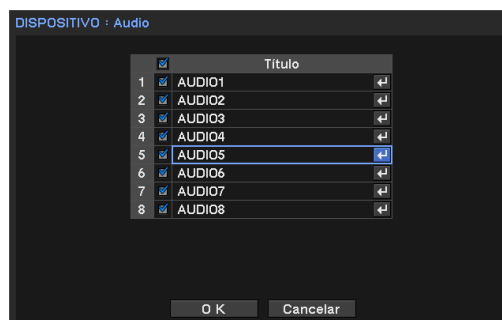 DISPOSITIVO : Audio
Título
1 AUDIO1
2 AUDIO2
3 AUDIO3
4 AUDIO4
5 AUDIO5
6 AUDIO6
7 AUDIO7
8 AUDIO8
OK Cancelar